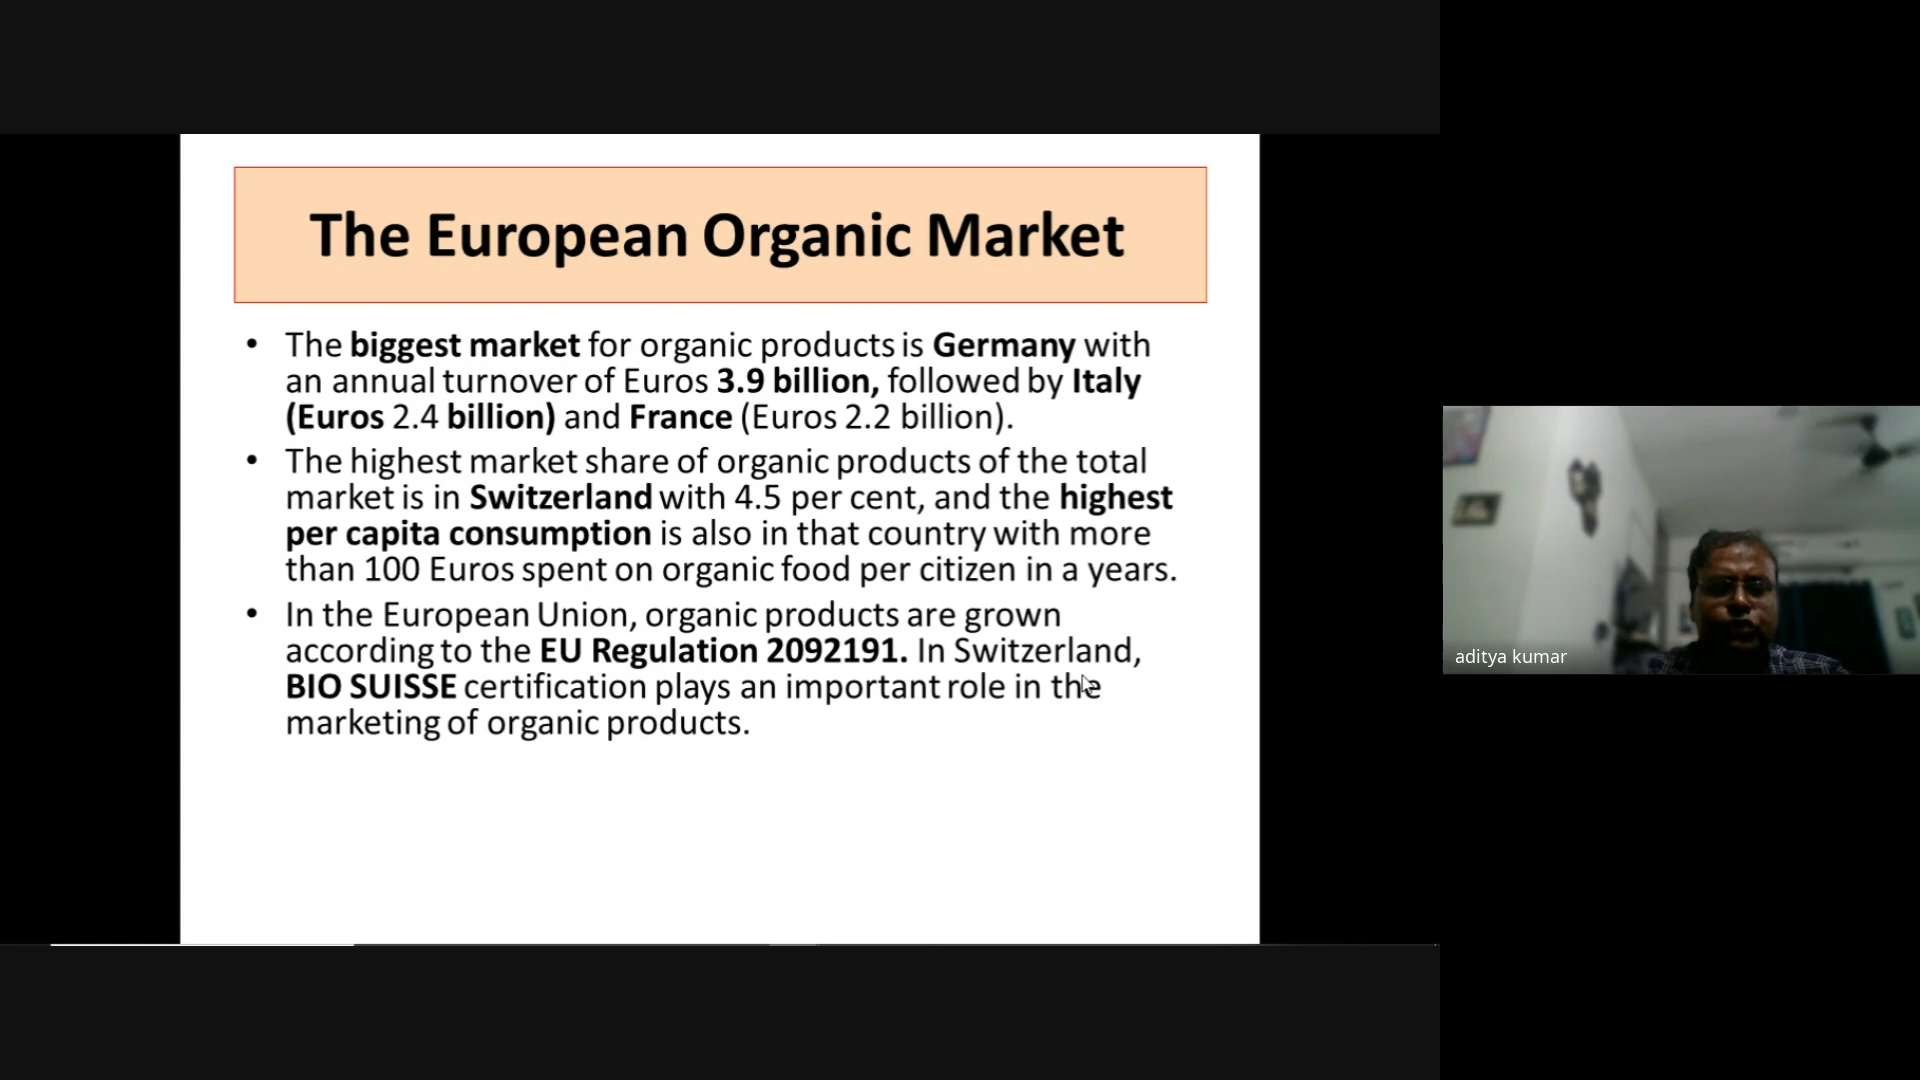 The European Organic Market
• The biggest market for organic products is Germany with
an annual turnover of Euros 3.9 billion, followed by Italy
(Euros 2.4 billion) and France (Euros 2.2 billion).
• The highest market share of organic products of the total
market is in Switzerland with 4.5 per cent, and the highest
per capita consumption is also in that country with more
than 100 Euros spent on organic food per citizen in a years.
• In the European Union, organic products are grown
according to the EU Regulation 2092191. In Switzerland,
BIO SUISSE certification plays an important role in the
marketing of organic products.
aditya kumar